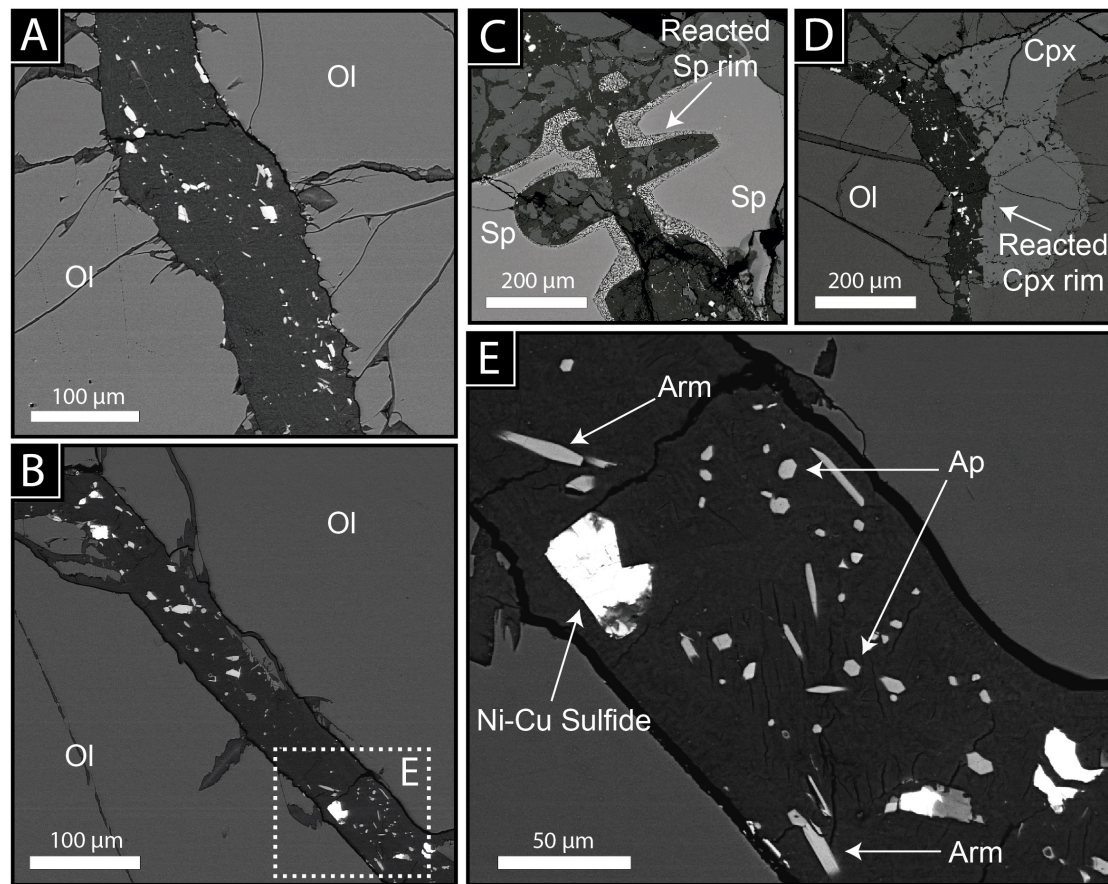 A
Ol
Ol
100 µm
B
Ol
Ol
E
100 µm
C
Reacted
Sp rim
Sp
Sp
200 µm
D
Cpx
Ol
Reacted
Cpx rim
200 µm
E
Arm
Ap
Ni-Cu Sulfide
Arm
50 µm